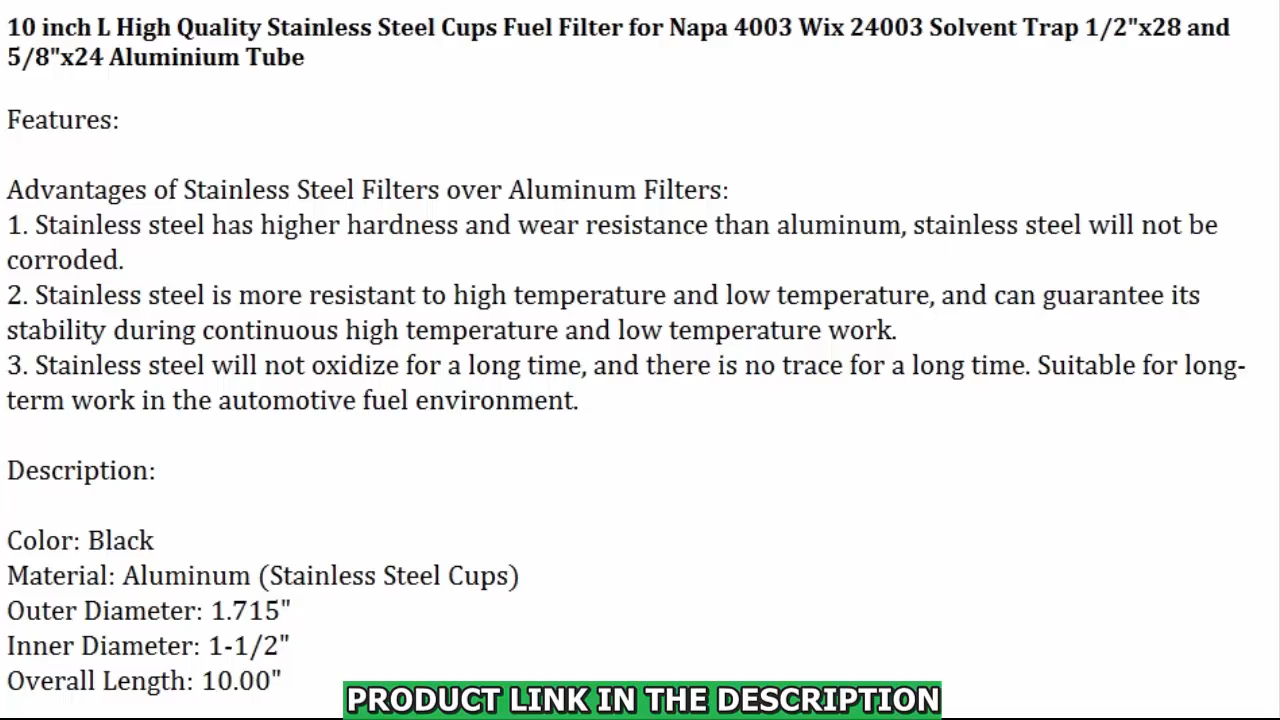 10 inch L High Quality Stainless Steel Cups Fuel Filter for Napa 4003 Wix 24003 Solvent Trap 1/2"x28 and
5/8"x24 Aluminium Tube
Features:
Advantages of Stainless Steel Filters over Aluminum Filters:
1. Stainless steel has higher hardness and wear resistance than aluminum, stainless steel will not be
corroded.
2. Stainless steel is more resistant to high temperature and low temperature, and can guarantee its
stability during continuous high temperature and low temperature work.
3. Stainless steel will not oxidize for a long time, and there is no trace for a long time. Suitable for long-
term work in the automotive fuel environment.
Description:
Color: Black
Material: Aluminum (Stainless Steel Cups)
Outer Diameter: 1.715"
Inner Diameter: 1-1/2"
Overall Length: 10.00"
PRODUCT LINK IN THE DESCRIPTION